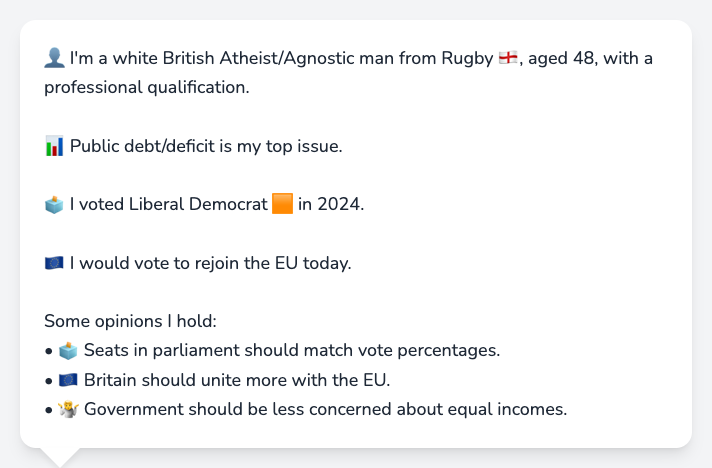 👤 I'm a white British Atheist/Agnostic man from Rugby 🏴󠁧󠁢󠁥󠁮󠁧󠁿, aged 48, with a
professional qualification.
📊 Public debt/deficit is my top issue.
🗳️ I voted Liberal Democrat 🟧 in 2024.
🇪🇺 I would vote to rejoin the EU today.
Some opinions I hold:
• 🗳️ Seats in parliament should match vote percentages.
• 🇪🇺 Britain should unite more with the EU.
• 🤷 Government should be less concerned about equal incomes.